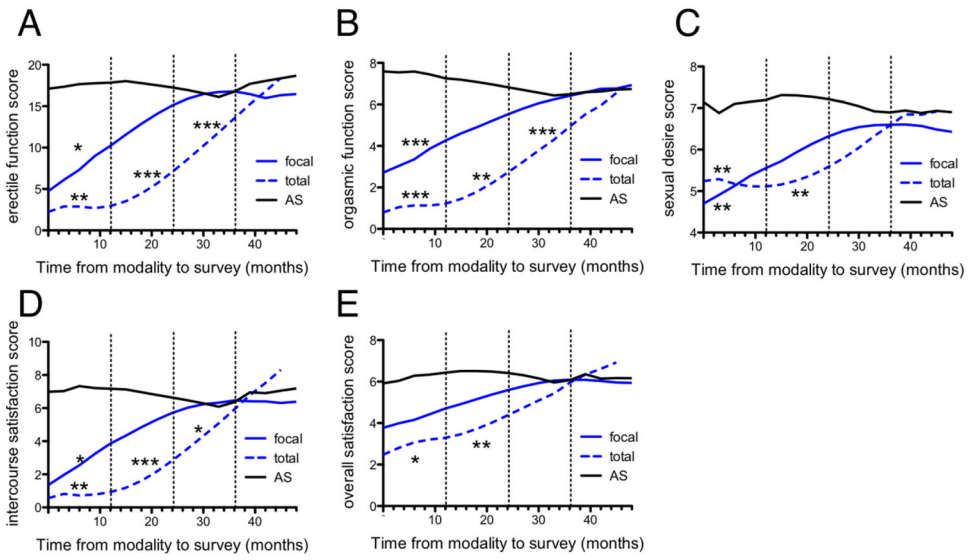 A
erectile function score
20
15
10
5
0
*
**
***
***
focal
total
AS
10 20 30 40
Time from modality to survey (months)
B
orgasmic function score
8
6
4
2
0
***
***
**
***
focal
total
AS
10 20 30 40
Time from modality to survey (months)
C
sexual desire score
8
7
6
5
4
**
**
**
focal
total
AS
10 20 30 40
Time from modality to survey (months)
D
intercourse satisfaction score
10
8
6
4
2
0
*
**
***
*
focal
total
AS
10 20 30 40
Time from modality to survey (months)
E
overall satisfaction score
8
6
4
2
0
*
**
focal
total
AS
10 20 30 40
Time from modality to survey (months)